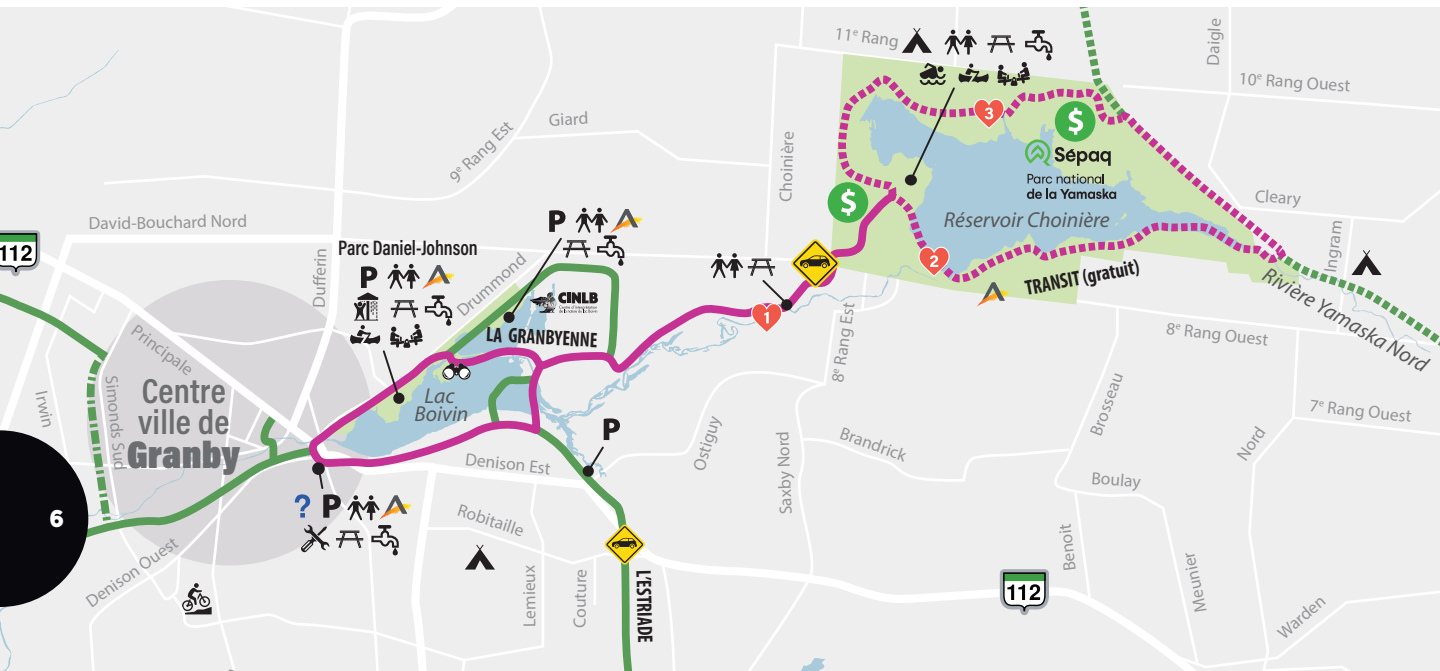 11e Rang
Daigle
10e Rang Ouest
Giard
9e Rang Est
Choinière
3
$
Sépaq
Parc national
de la Yamaska
$
Réservoir Choinière
Cleary
Ingram
David-Bouchard Nord
112
P
Parc Daniel-Johnson
P
Dufferin
Drummond
CINLB
LA GRANBYENNE
2
TRANSIT (gratuit)
Rivière Yamaska Nord
1
8e Rang Est
8e Rang Ouest
Principale
Irwin
Simonds Sud
Centre
ville de
Granby
Lac
Boivin
P
Denison Est
Ostiguy
Saxby Nord
Brandrick
Brosseau
7e Rang Ouest
Nord
Boulay
6
? P
Robitaille
Denison Ouest
Lemieux
Couture
L'ESTRIADE
112
Benoit
Meunier
Warden